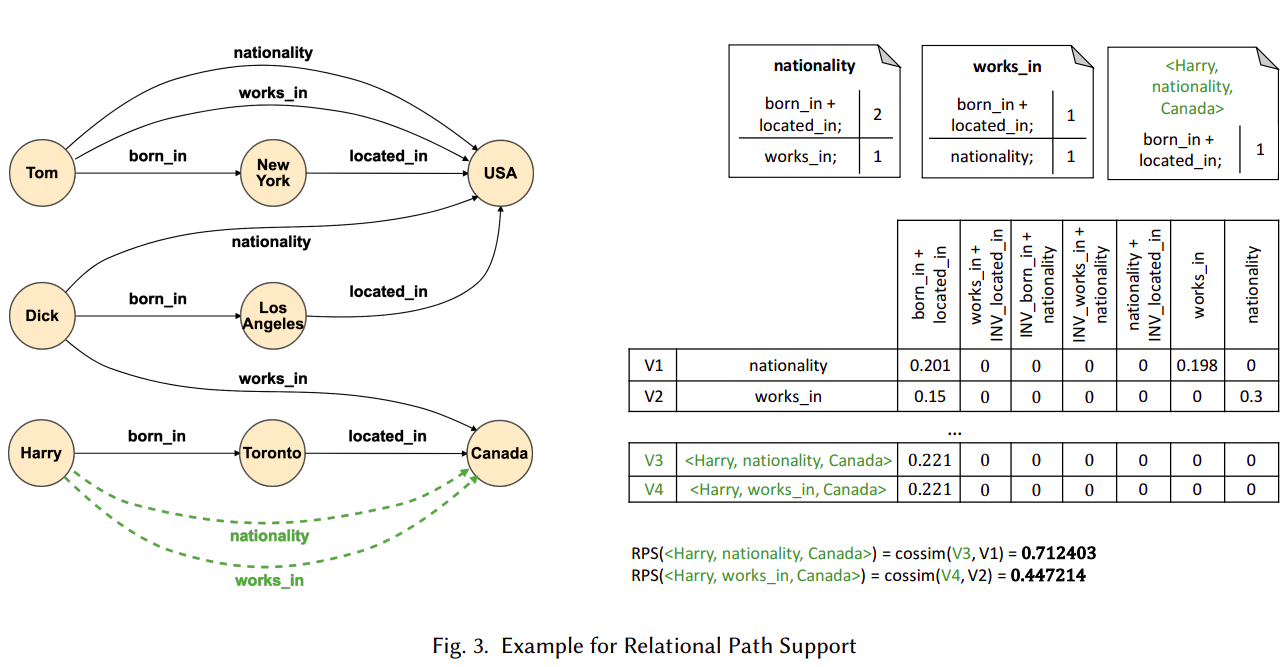 nationality
works_in
born_in
located_in
Tom
New
York
USA
nationality
born_in
located_in
Dick
Los
Angeles
works_in
born_in
located_in
Harry
Toronto
Canada
nationality
works_in
nationality
born_in +
located_in;
2
works_in;
1
works_in
born_in +
located_in;
1
nationality;
1
<Harry,
nationality,
Canada>
born_in +
located_in;
1
born_in +
located_in
works_in +
INV_located_in
INV_born_in +
nationality
INV_works_in +
nationality
nationality +
INV_located_in
works_in
nationality
V1 nationality 0.201 0 0 0 0 0.198 0
V2 works_in 0.15 0 0 0 0 0 0.3
...
V3 <Harry, nationality, Canada> 0.221 0 0 0 0 0 0
V4 <Harry, works_in, Canada> 0.221 0 0 0 0 0 0
RPS(<Harry, nationality, Canada>) = cossim(V3, V1) = 0.712403
RPS(<Harry, works_in, Canada>) = cossim(V4, V2) = 0.447214
Fig. 3. Example for Relational Path Support